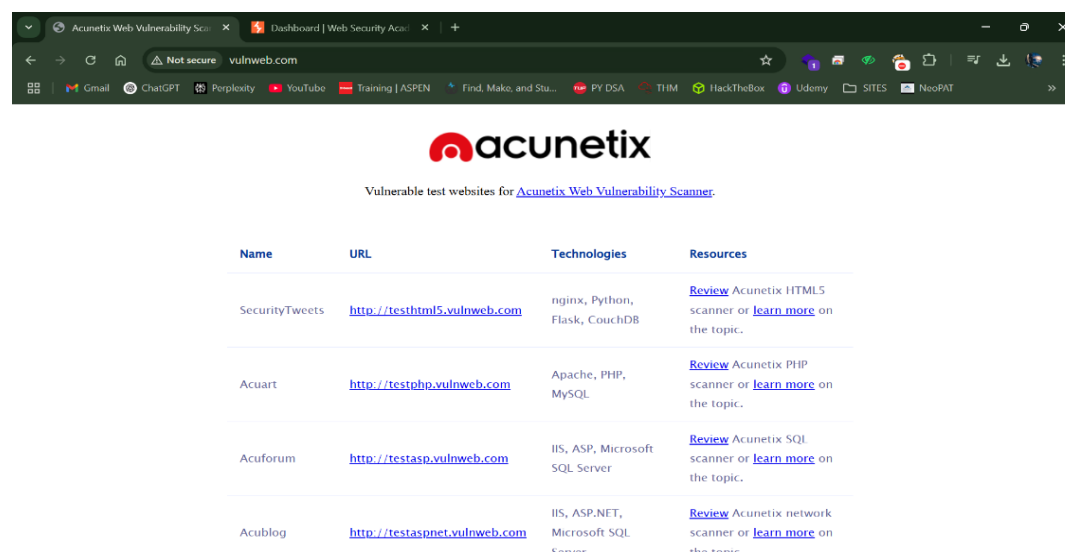 Acunetix Web Vulnerability Sca
Dashboard | Web Security Acad
Not secure vulnweb.com
1
Gmail ChatGPT Perplexity YouTube Training | ASPEN Find, Make, and Stu... PY DSA THM HackTheBox Udemy SITES NeoPAT »
acunetix
Vulnerable test websites for Acunetix Web Vulnerability Scanner.
Name URL Technologies Resources
SecurityTweets http://testhtml5.vulnweb.com nginx, Python, Flask, CouchDB Review Acunetix HTML5 scanner or learn more on the topic.
Acuart http://testphp.vulnweb.com Apache, PHP, MySQL Review Acunetix PHP scanner or learn more on the topic.
Acuforum http://testasp.vulnweb.com IIS, ASP, Microsoft SQL Server Review Acunetix SQL scanner or learn more on the topic.
Acublog http://testaspnet.vulnweb.com IIS, ASP.NET, Microsoft SQL Server Review Acunetix network scanner or learn more on the topic.